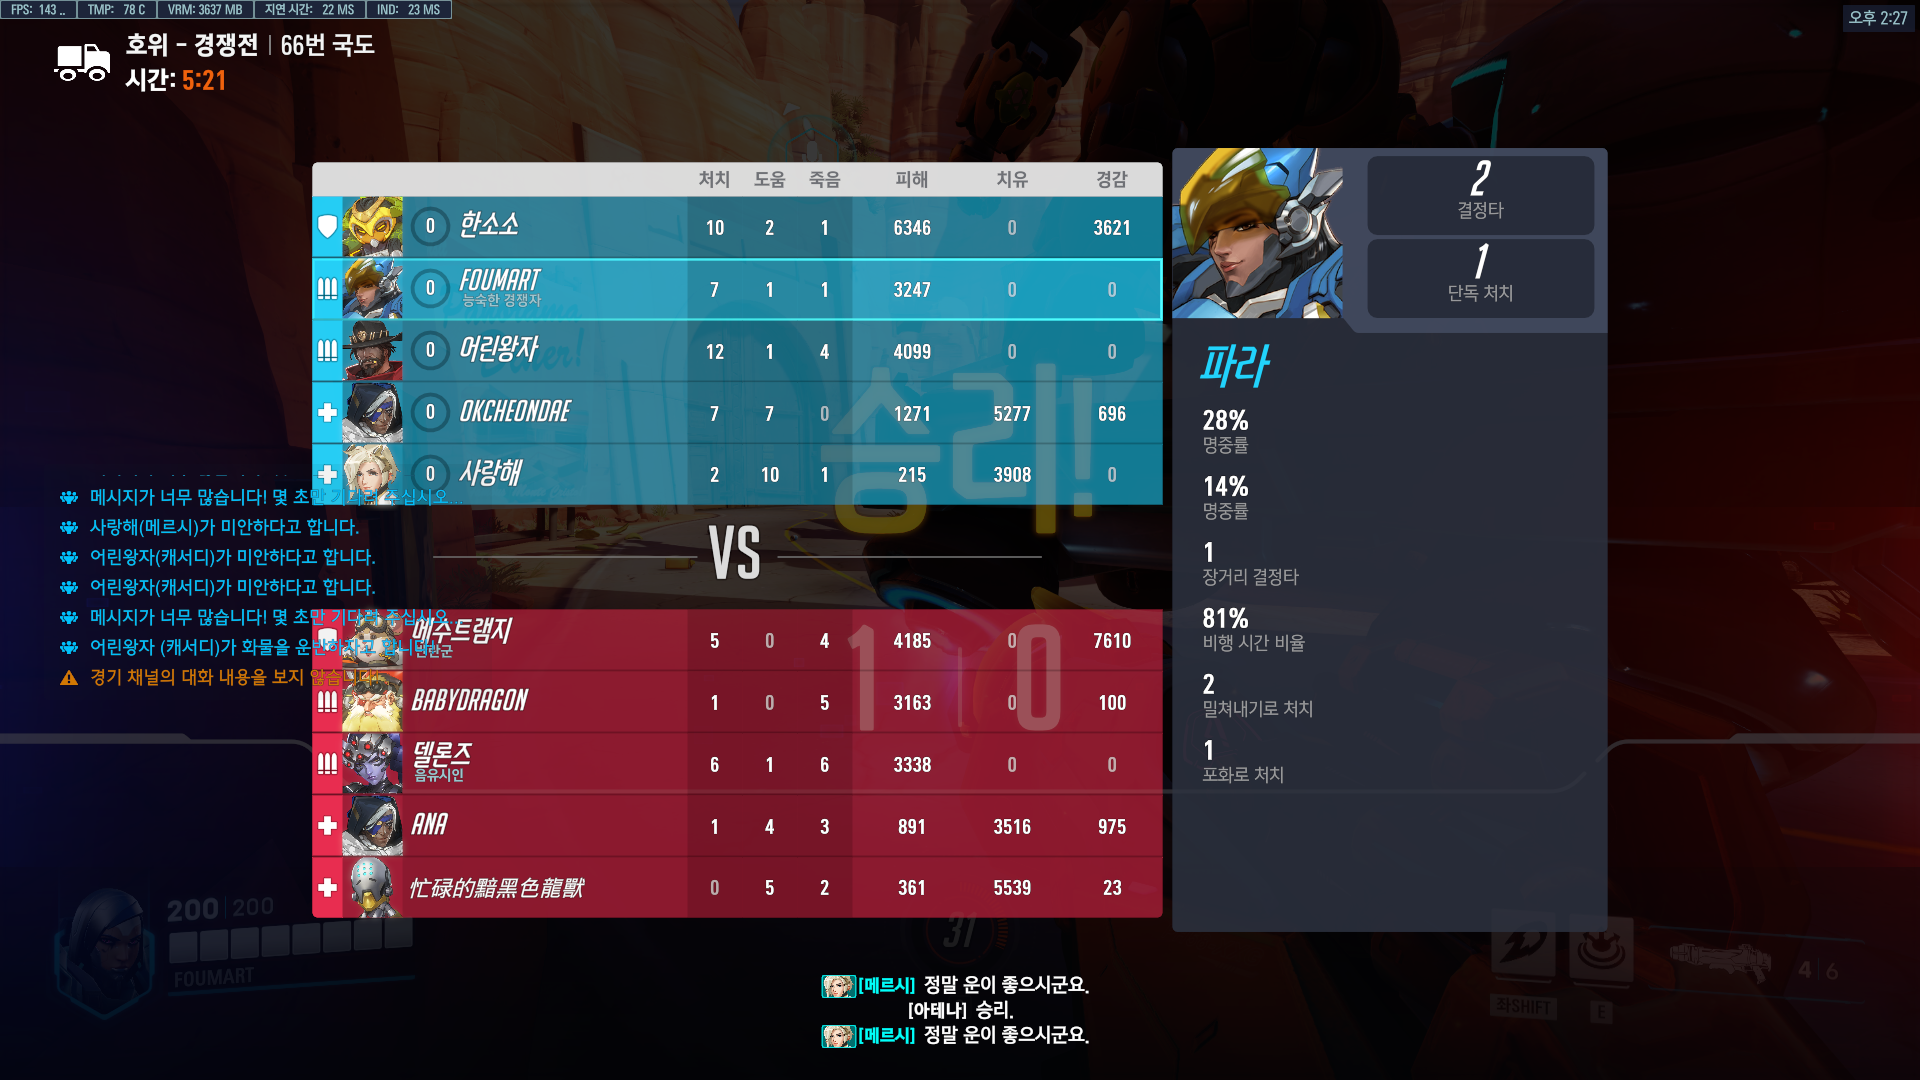 FPS: 143 ..
TMP: 78 C
VRM: 3637 MB
지연 시간: 22 MS
IND: 23 MS
오후 2:27
호위 - 경쟁전 | 66번 국도
시간: 5:21
처치 도움 죽음 피해 치유 경감
0 한소소 10 2 1 6346 0 3621
0 FOUMART 7 1 1 3247 0 0
능숙한 경쟁자
0 어린왕자 12 1 4 4099 0 0
0 OKCHEONDAE 7 7 0 1271 5277 696
0 사랑해 2 10 1 215 3908 0
승리!
VS
메주트램지 5 0 4 4185 0 7610
BABYDRAGON 1 0 5 3163 0 100
델론즈 6 1 6 3338 0 0
음유시인
ANA 1 4 3 891 3516 975
忙碌的黯黑色龍獸 0 5 2 361 5539 23
1 | 0
메시지가 너무 많습니다! 몇 초만 기다려 주십시오...
사랑해(메르시)가 미안하다고 합니다.
어린왕자(캐서디)가 미안하다고 합니다.
어린왕자(캐서디)가 미안하다고 합니다.
메시지가 너무 많습니다! 몇 초만 기다려 주십시오...
어린왕자 (캐서디)가 화물을 운반하자고 합니다.
경기 채널의 대화 내용을 보지 않습니다!
2
결정타
1
단독 처치
파라
28%
명중률
14%
명중률
1
장거리 결정타
81%
비행 시간 비율
2
밀쳐내기로 처치
1
포화로 처치
200 | 200
FOUMART
31
[메르시] 정말 운이 좋으시군요.
[아테나] 승리.
[메르시] 정말 운이 좋으시군요.
좌SHIFT
E
4 | 6